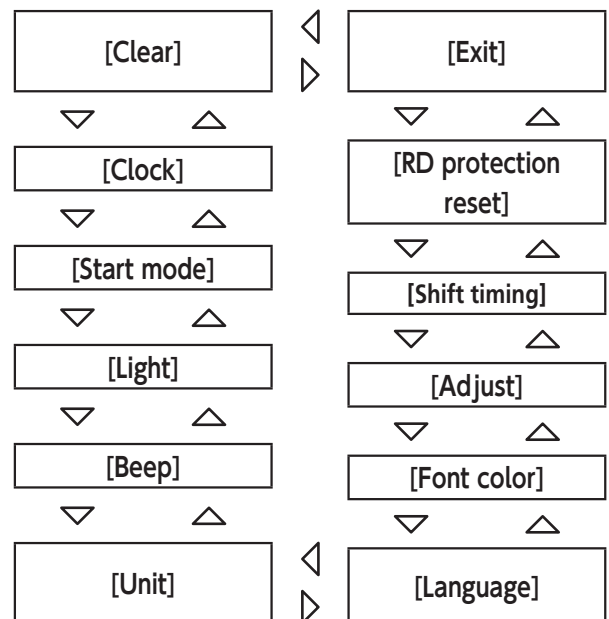 [Clear]
[Exit]
[Clock]
[RD protection
reset]
[Start mode]
[Shift timing]
[Light]
[Adjust]
[Beep]
[Font color]
[Unit]
[Language]